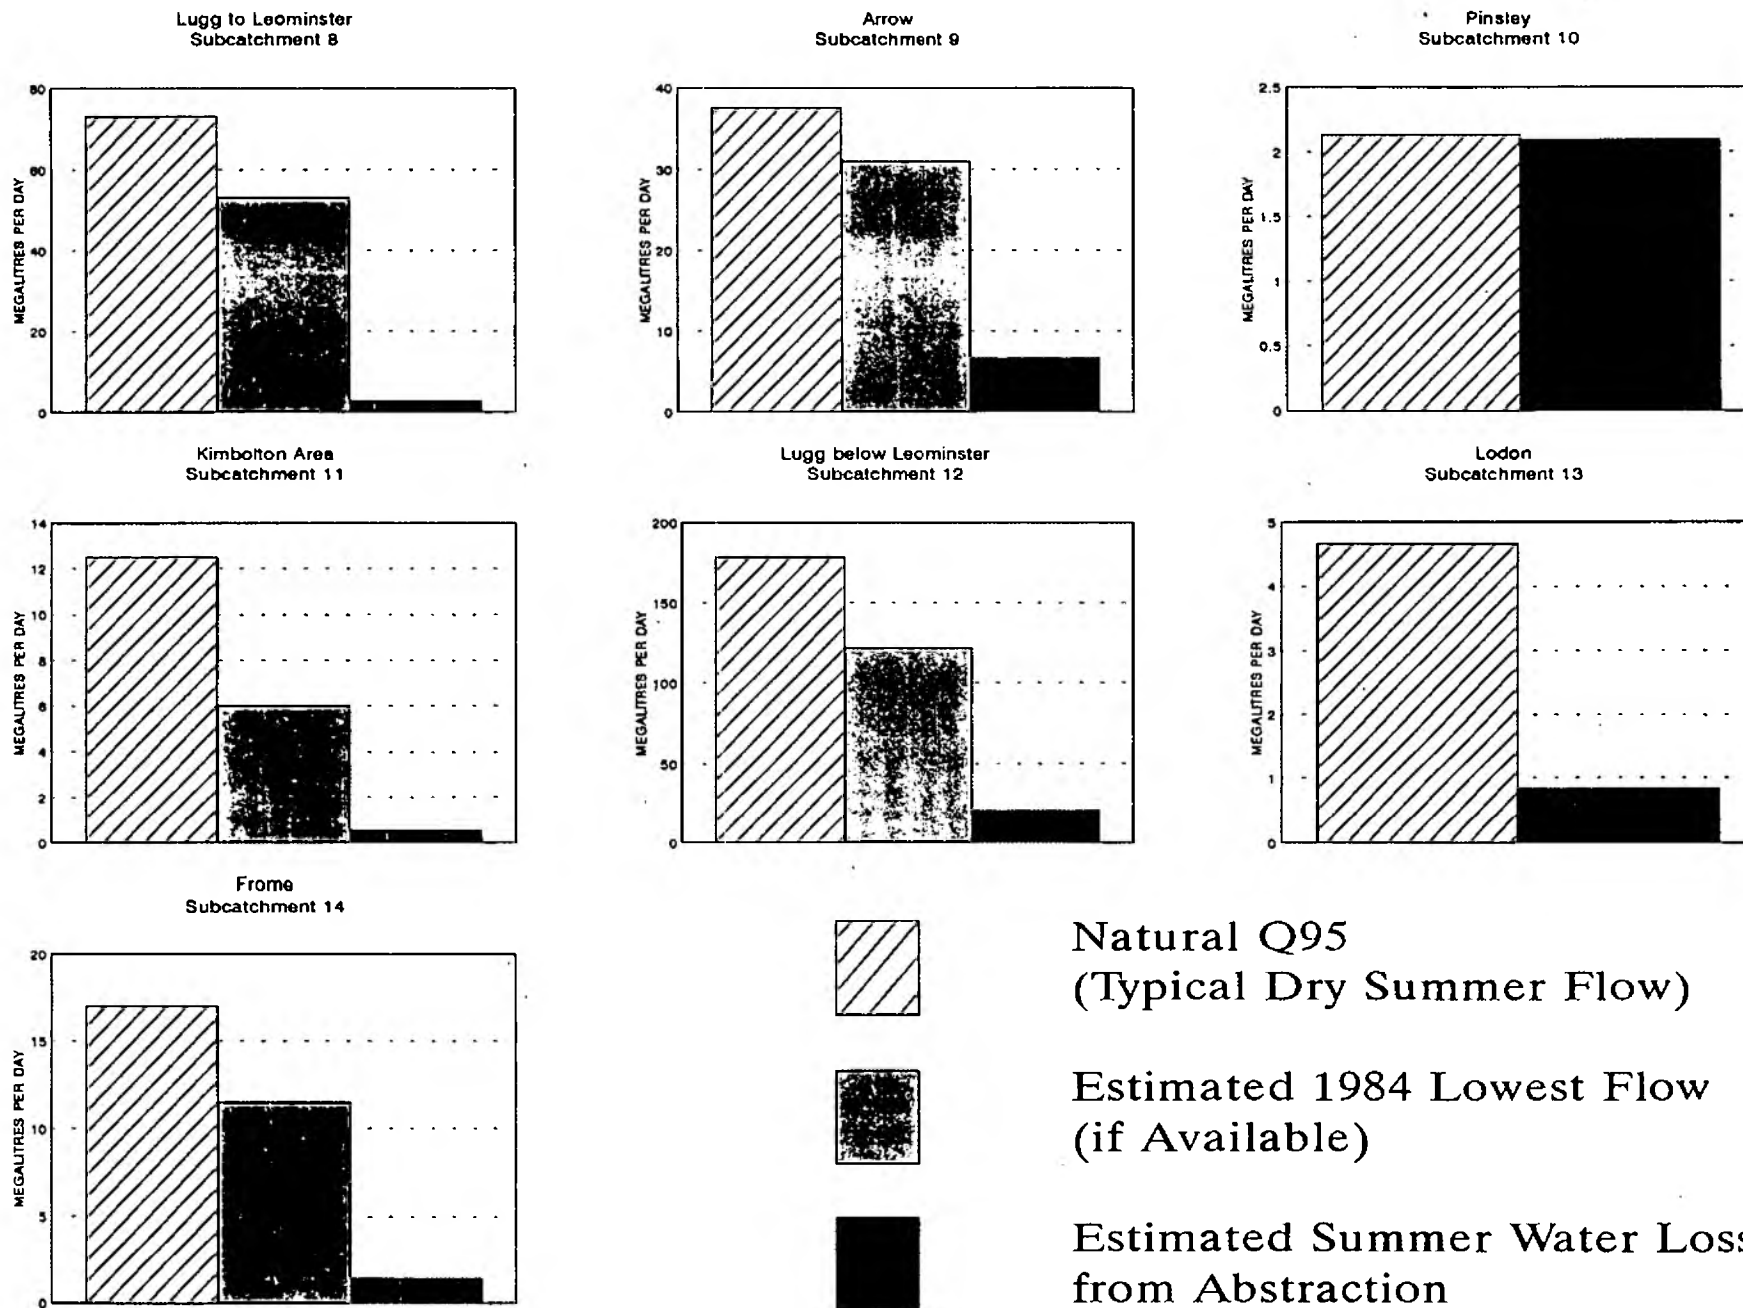 Lugg to Leominster
Subcatchment 8
80
60
40
20
0
MEGALITRES PER DAY
Arrow
Subcatchment 9
40
30
20
10
0
MEGALITRES PER DAY
Pinsley
Subcatchment 10
2.5
2
1.5
1
0.5
0
MEGALITRES PER DAY
Kimbolton Area
Subcatchment 11
14
12
10
8
6
4
2
0
MEGALITRES PER DAY
Lugg below Leominster
Subcatchment 12
200
150
100
50
0
MEGALITRES PER DAY
Lodon
Subcatchment 13
5
4
3
2
1
0
MEGALITRES PER DAY
Frome
Subcatchment 14
20
15
10
5
0
MEGALITRES PER DAY
Natural Q95
(Typical Dry Summer Flow)
Estimated 1984 Lowest Flow
(if Available)
Estimated Summer Water Loss
from Abstraction